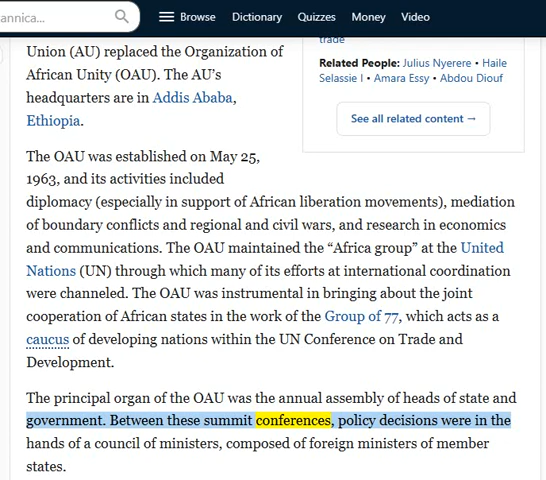 annica...
Browse Dictionary Quizzes Money Video
trade
Union (AU) replaced the Organization of
African Unity (OAU). The AU's
headquarters are in Addis Ababa,
Ethiopia.
Related People: Julius Nyerere • Haile
Selassie I • Amara Essy • Abdou Diouf
See all related content →
The OAU was established on May 25,
1963, and its activities included
diplomacy (especially in support of African liberation movements), mediation
of boundary conflicts and regional and civil wars, and research in economics
and communications. The OAU maintained the “Africa group” at the United
Nations (UN) through which many of its efforts at international coordination
were channeled. The OAU was instrumental in bringing about the joint
cooperation of African states in the work of the Group of 77, which acts as a
caucus of developing nations within the UN Conference on Trade and
Development.
The principal organ of the OAU was the annual assembly of heads of state and
government. Between these summit conferences, policy decisions were in the
hands of a council of ministers, composed of foreign ministers of member
states.